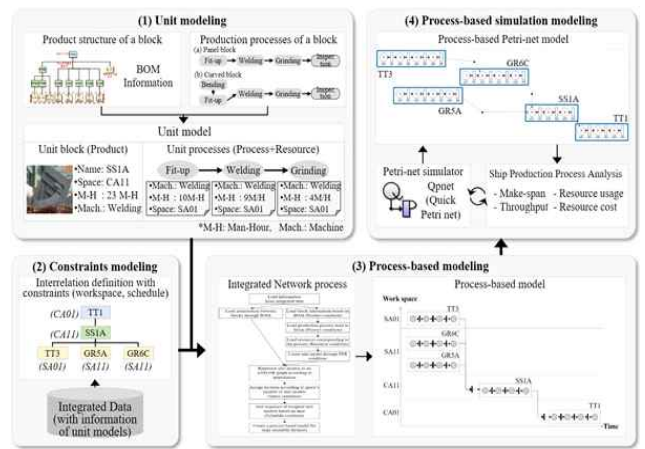 (1) Unit modeling
Product structure of a block
BOM
Information
Production processes of a block
(a) Panel block
Fit-up
Welding
Grinding
Inspec
tion
(b) Curved block
Bending
Fit-up
Welding
Grinding
Inspec
tion
Unit model
Unit block (Product)
•Name: SS1A
•Space: CA11
•M-H : 23 M-H
•Mach.: Welding
Unit processes (Process+Resource)
Fit-up
Welding
Grinding
•Mach.: Welding
•M-H : 10M-H
•Space: SA01
•Mach.: Welding
•M-H : 9M/H
•Space: SA01
•Mach.: Welding
•M-H : 4M/H
•Space: SA01
*M-H: Man-Hour, Mach.: Machine
(2) Constraints modeling
Interrelation definition with
constraints (workspace, schedule)
(CA01) TT1
(CA11) SS1A
TT3 GR5A GR6C
(SA01) (SA11) (SA11)
Integrated Data
(with information
of unit models)
(3) Process-based modeling
Integrated Network process
Process-based model
Work space
SA01
SA11
CA11
CA01
TT3
GR6C
GR5A
SS1A
TT1
Time
(4) Process-based simulation modeling
Process-based Petri-net model
TT3
GR6C
GR5A
SS1A
TT1
Petri-net simulator
Qpnet
(Quick
Petri net)
Ship Production Process Analysis
- Make-span - Resource usage
- Throughput - Resource cost